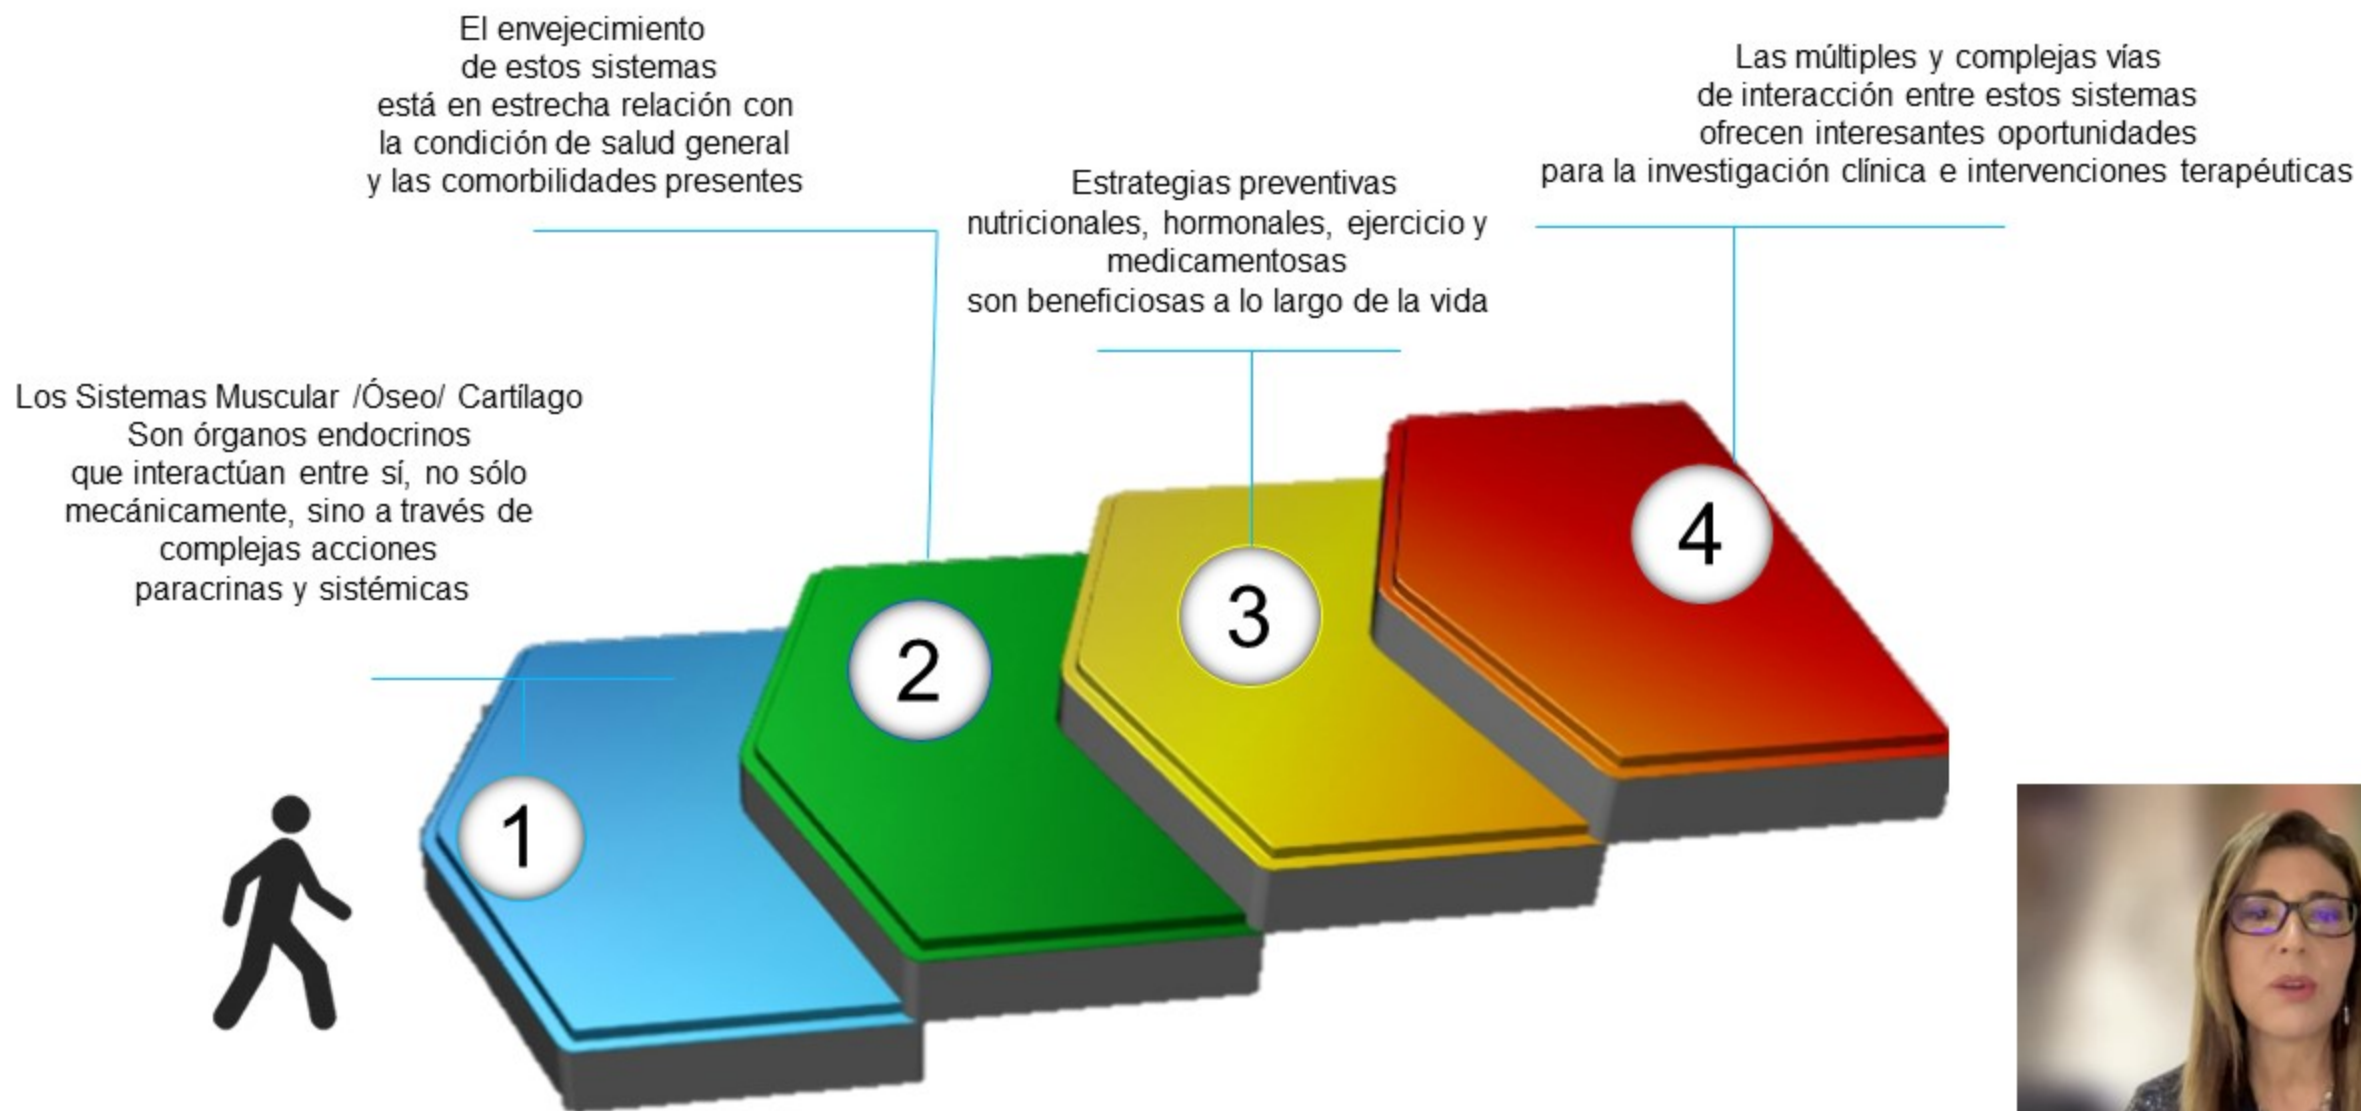 El envejecimiento
de estos sistemas
está en estrecha relación con
la condición de salud general
y las comorbilidades presentes
Las múltiples y complejas vías
de interacción entre estos sistemas
ofrecen interesantes oportunidades
para la investigación clínica e intervenciones terapéuticas
Estrategias preventivas
nutricionales, hormonales, ejercicio y
medicamentosas
son beneficiosas a lo largo de la vida
Los Sistemas Muscular /Óseo/ Cartílago
Son órganos endocrinos
que interactúan entre sí, no sólo
mecánicamente, sino a través de
complejas acciones
paracrinas y sistémicas
1
2
3
4